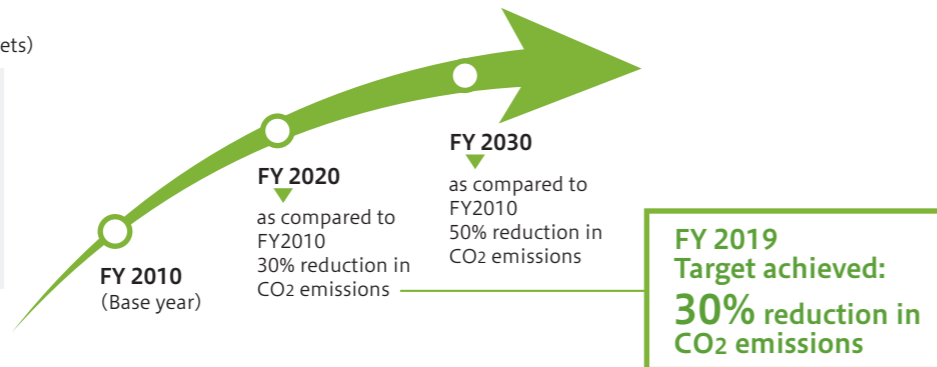 ets)
FY 2010
(Base year)
FY 2020
as compared to
FY2010
30% reduction in
CO2 emissions
FY 2030
as compared to
FY2010
50% reduction in
CO2 emissions
FY 2019
Target achieved:
30% reduction in
CO2 emissions